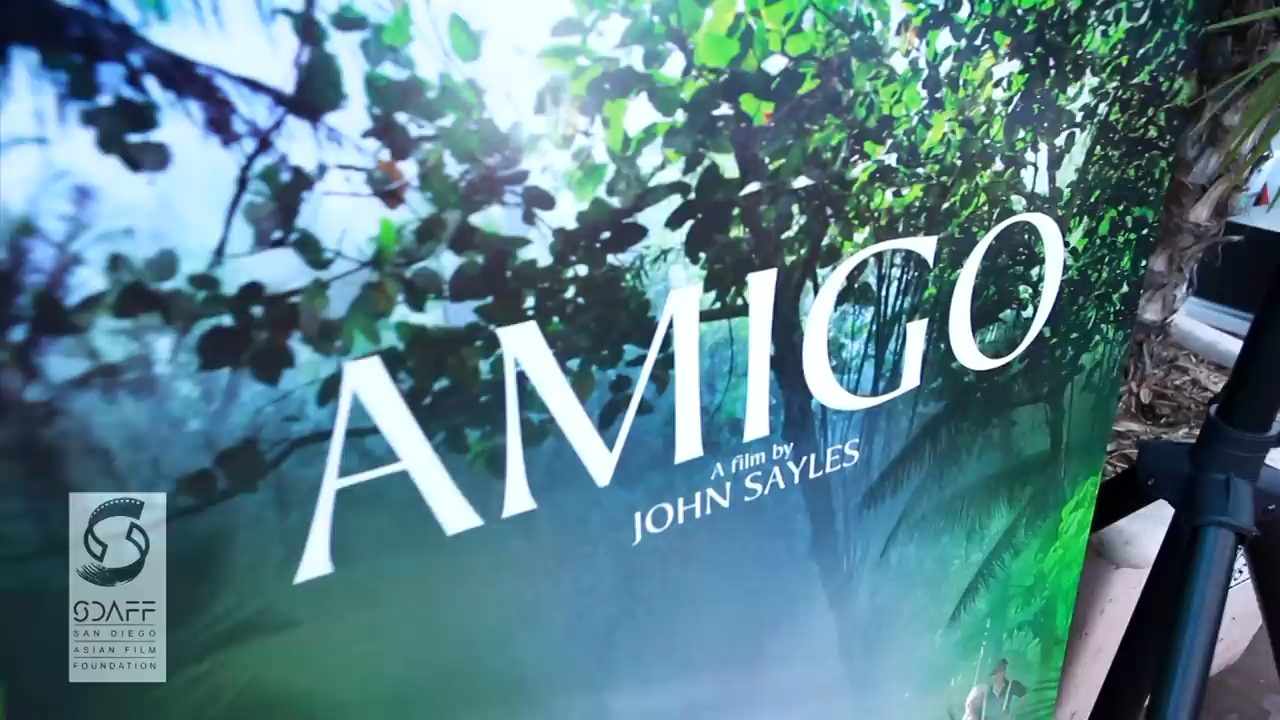 AMIGO
A film by
JOHN SAYLES
SDAFF
SAN DIEGO
ASIAN FILM
FOUNDATION